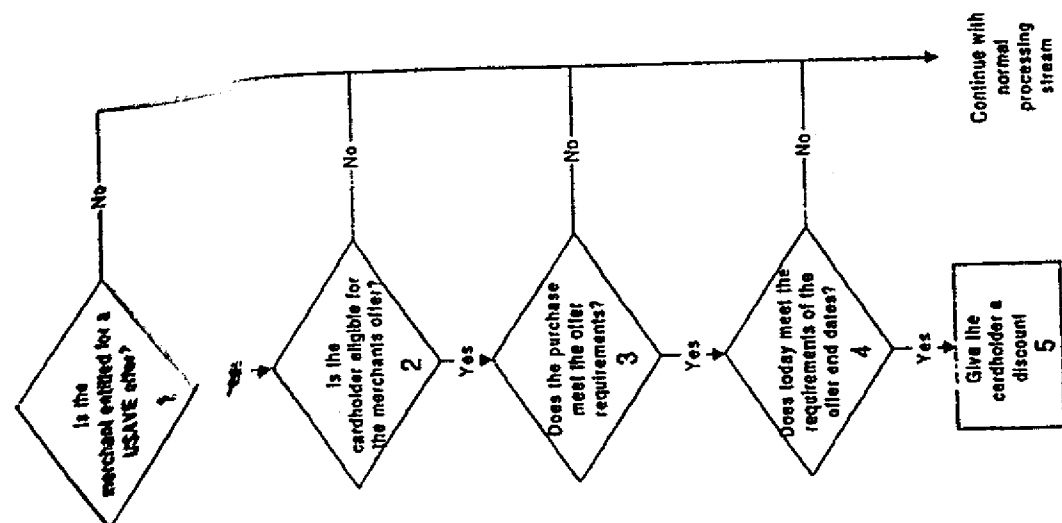 Is the
merchant entitled for a
USAVE offer?
1
No
Yes
Is the
cardholder eligible for
the merchants offer?
2
No
Yes
Does the purchase
meet the offer
requirements?
3
No
Yes
Does today meet the
requirements of the
offer end dates?
4
No
Yes
Give the
cardholder a
discount
5
Continue with
normal
processing
stream